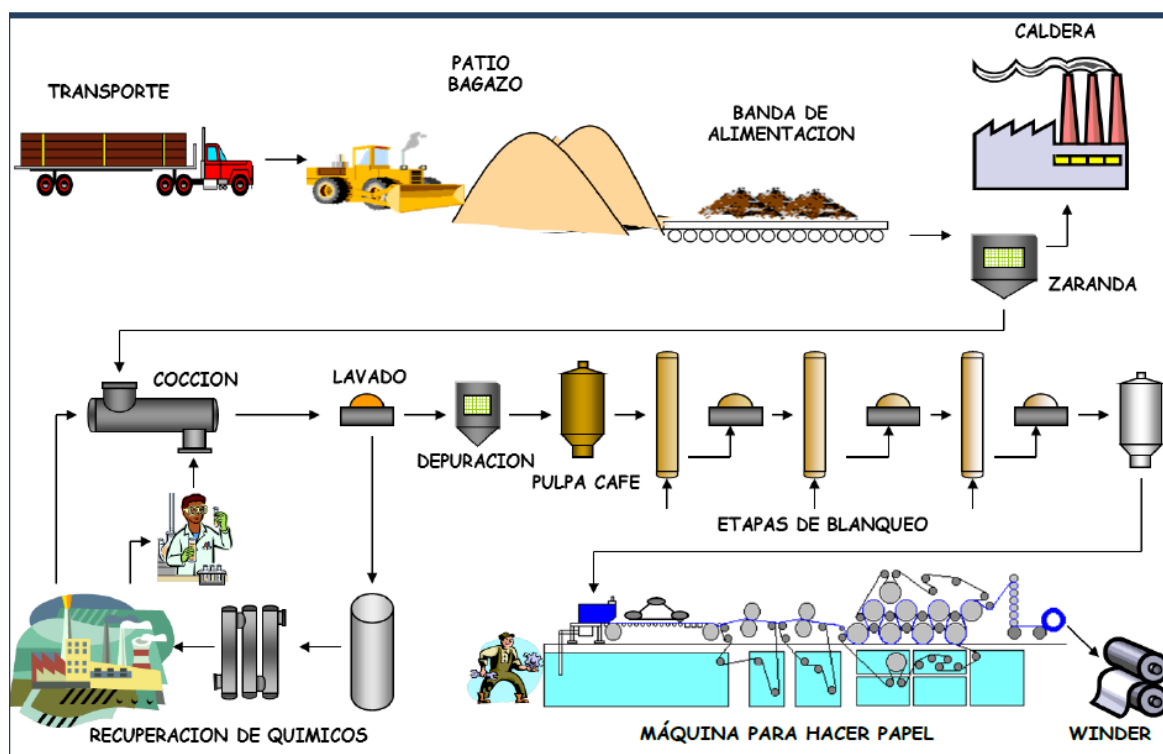 TRANSPORTE
PATIO
BAGAZO
BANDA DE
ALIMENTACION
CALDERA
ZARANDA
COCCION
LAVADO
DEPURACION
PULPA CAFE
ETAPAS DE BLANQUEO
RECUPERACION DE QUIMICOS
MÁQUINA PARA HACER PAPEL
WINDER